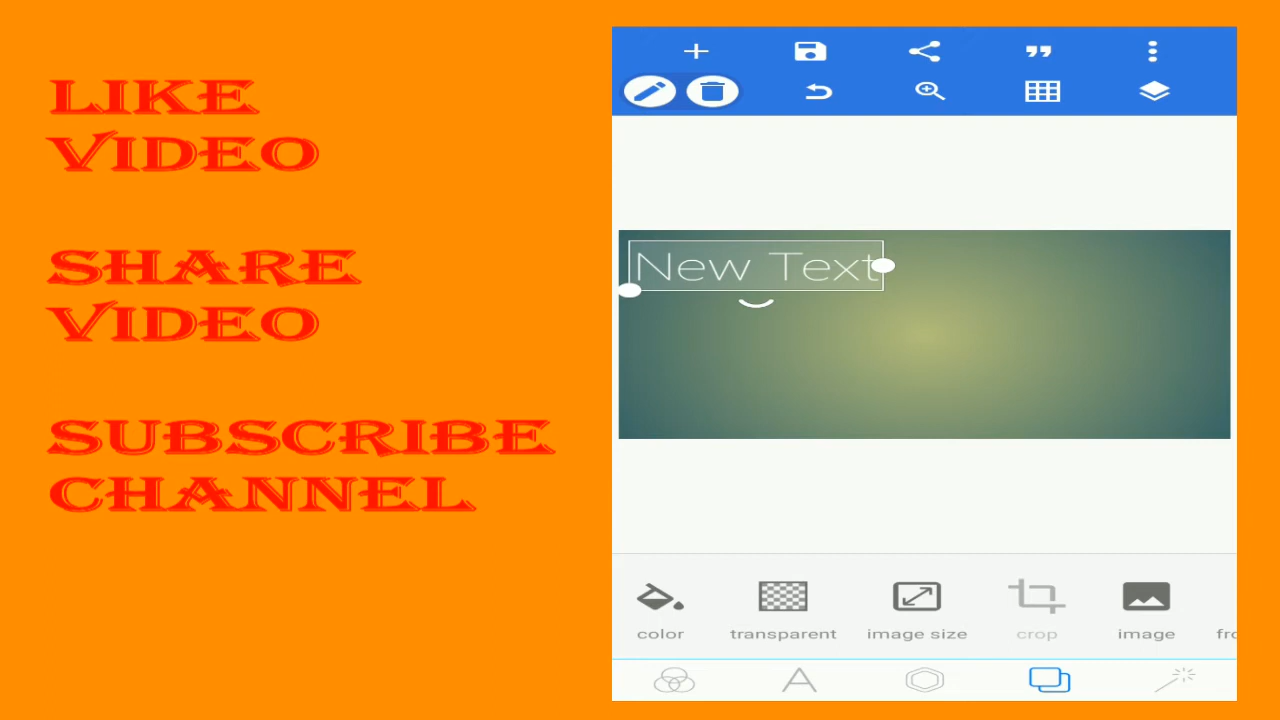 LIKE
VIDEO
SHARE
VIDEO
SUBSCRIBE
CHANNEL
New Text
color transparent image size crop image